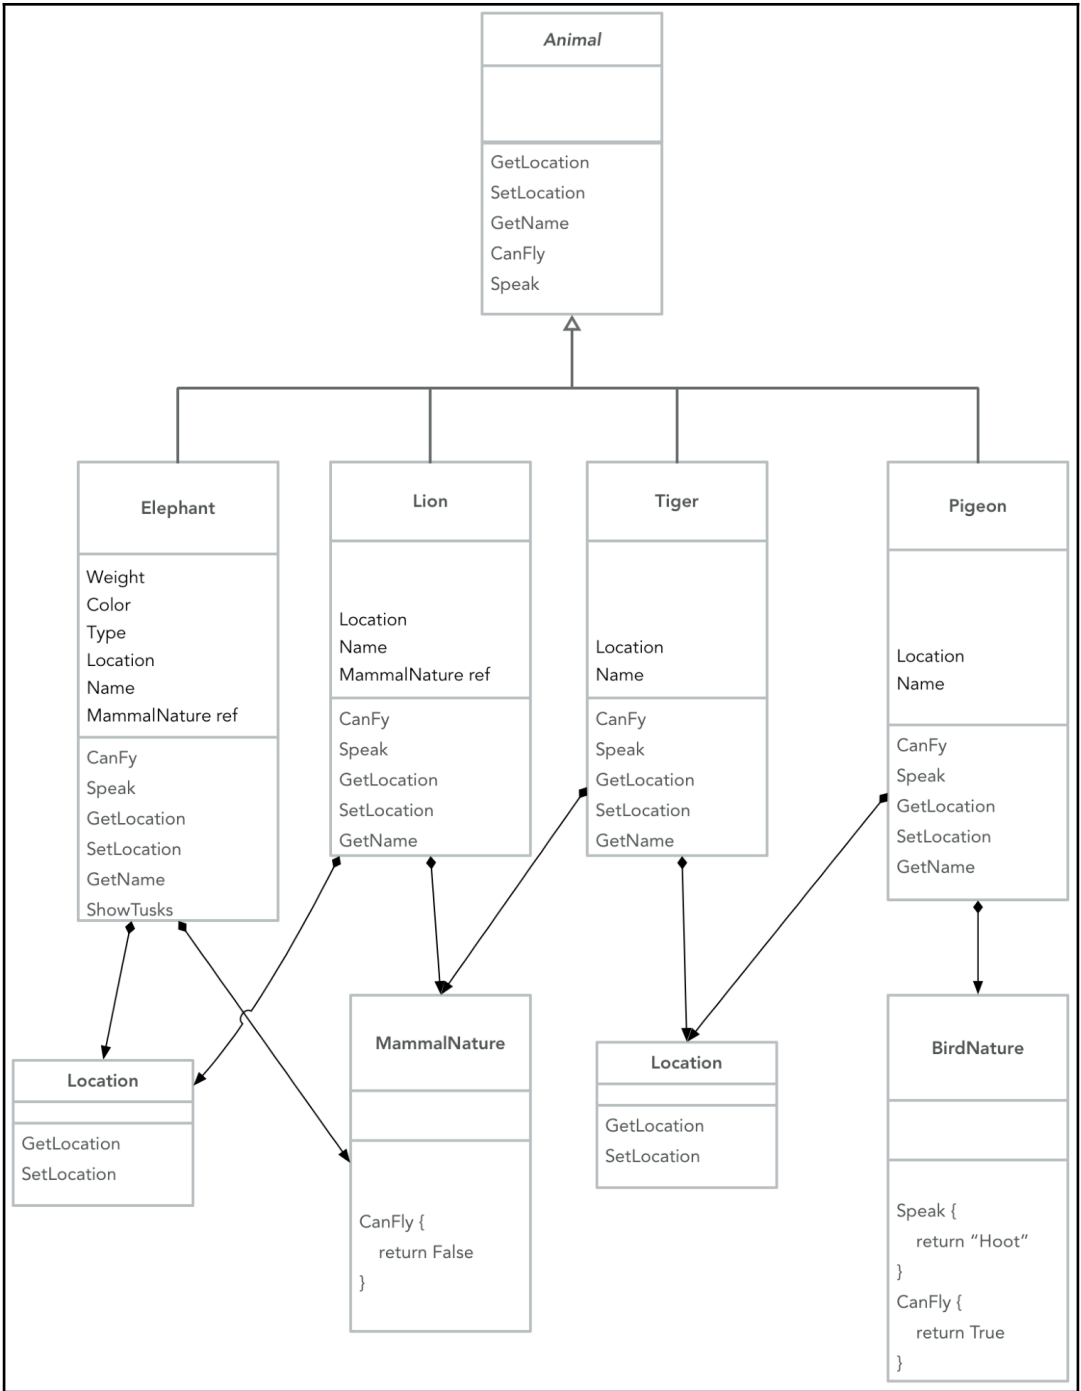 Animal
GetLocation
SetLocation
GetName
CanFly
Speak
Elephant
Weight
Color
Type
Location
Name
MammalNature ref
CanFy
Speak
GetLocation
SetLocation
GetName
ShowTusks
Lion
Location
Name
MammalNature ref
CanFy
Speak
GetLocation
SetLocation
GetName
Tiger
Location
Name
CanFy
Speak
GetLocation
SetLocation
GetName
Pigeon
Location
Name
CanFy
Speak
GetLocation
SetLocation
GetName
Location
GetLocation
SetLocation
MammalNature
CanFly {
return False
}
Location
GetLocation
SetLocation
BirdNature
Speak {
return “Hoot”
}
CanFly {
return True
}